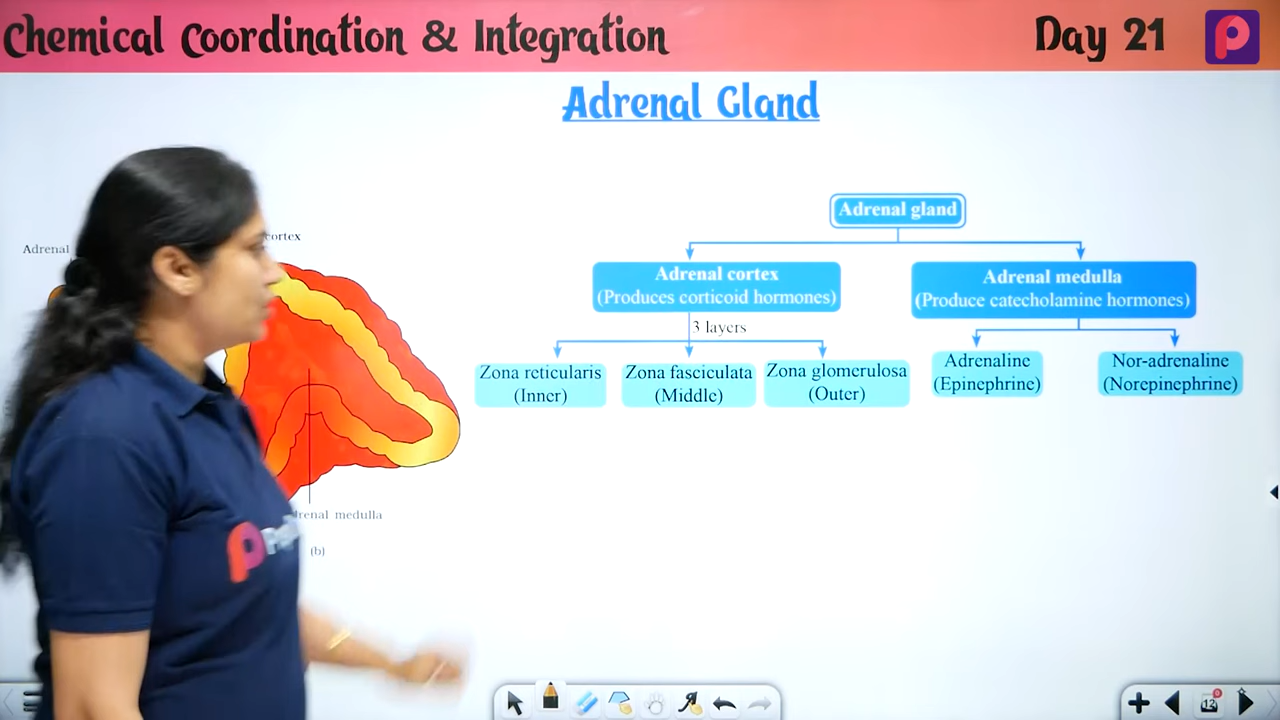 Chemical Coordination & Integration
Day 21
Adrenal Gland
Adrenal gland
Adrenal cortex
(Produces corticoid hormones)
Adrenal medulla
(Produce catecholamine hormones)
3 layers
Zona reticularis
(Inner)
Zona fasciculata
(Middle)
Zona glomerulosa
(Outer)
Adrenaline
(Epinephrine)
Nor-adrenaline
(Norepinephrine)
Adrenal
cortex
medulla
(b)
12